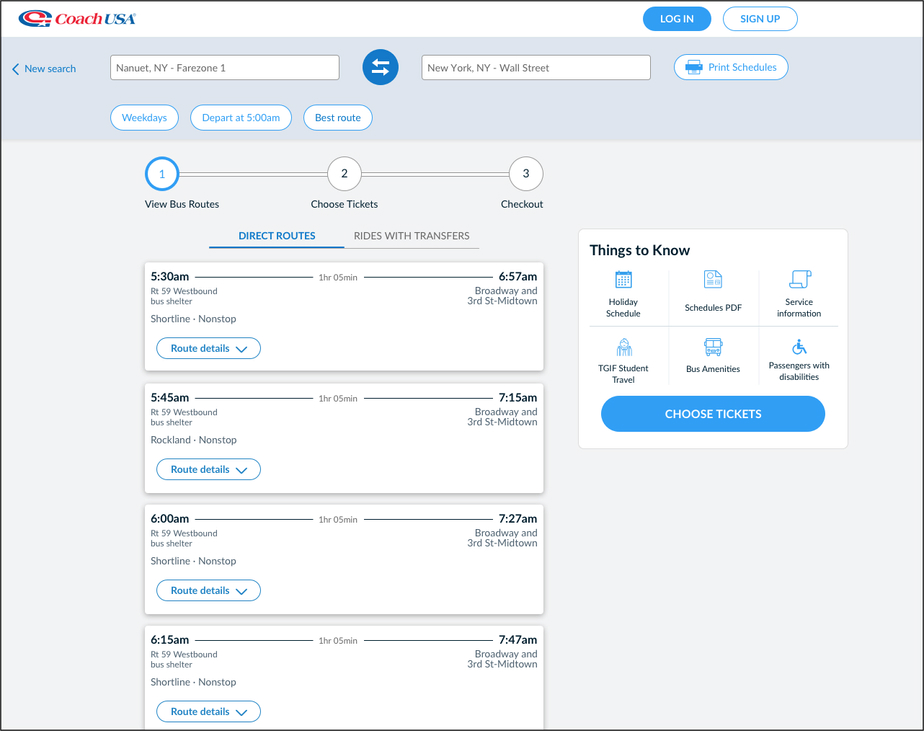 Coach USA
LOG IN
SIGN UP
New search
Nanuet, NY - Farezone 1
New York, NY - Wall Street
Print Schedules
Weekdays
Depart at 5:00am
Best route
1
2
3
View Bus Routes
Choose Tickets
Checkout
DIRECT ROUTES
RIDES WITH TRANSFERS
5:30am
1hr 05min
6:57am
Rt 59 Westbound
bus shelter
Broadway and
3rd St-Midtown
Shortline · Nonstop
Route details
5:45am
1hr 05min
7:15am
Rt 59 Westbound
bus shelter
Broadway and
3rd St-Midtown
Rockland · Nonstop
Route details
6:00am
1hr 05min
7:27am
Rt 59 Westbound
bus shelter
Broadway and
3rd St-Midtown
Shortline · Nonstop
Route details
6:15am
1hr 05min
7:47am
Rt 59 Westbound
bus shelter
Broadway and
3rd St-Midtown
Shortline · Nonstop
Route details
Things to Know
Holiday
Schedule
Schedules PDF
Service
information
TGIF Student
Travel
Bus Amenities
Passengers with
disabilities
CHOOSE TICKETS